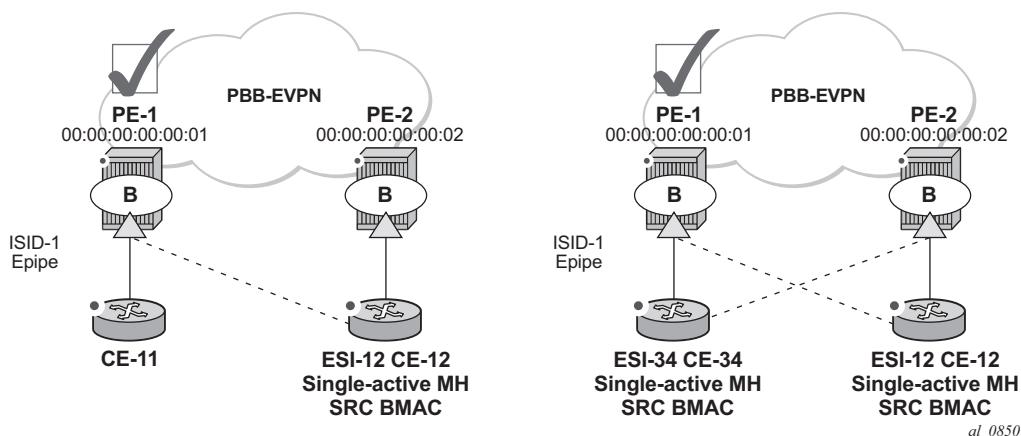 PBB-EVPN
PE-1
00:00:00:00:00:01
PE-2
00:00:00:00:00:02
B
B
ISID-1
Epipe
CE-11
ESI-12 CE-12
Single-active MH
SRC BMAC
PBB-EVPN
PE-1
00:00:00:00:00:01
PE-2
00:00:00:00:00:02
B
B
ISID-1
Epipe
ESI-34 CE-34
Single-active MH
SRC BMAC
ESI-12 CE-12
Single-active MH
SRC BMAC
al_0850